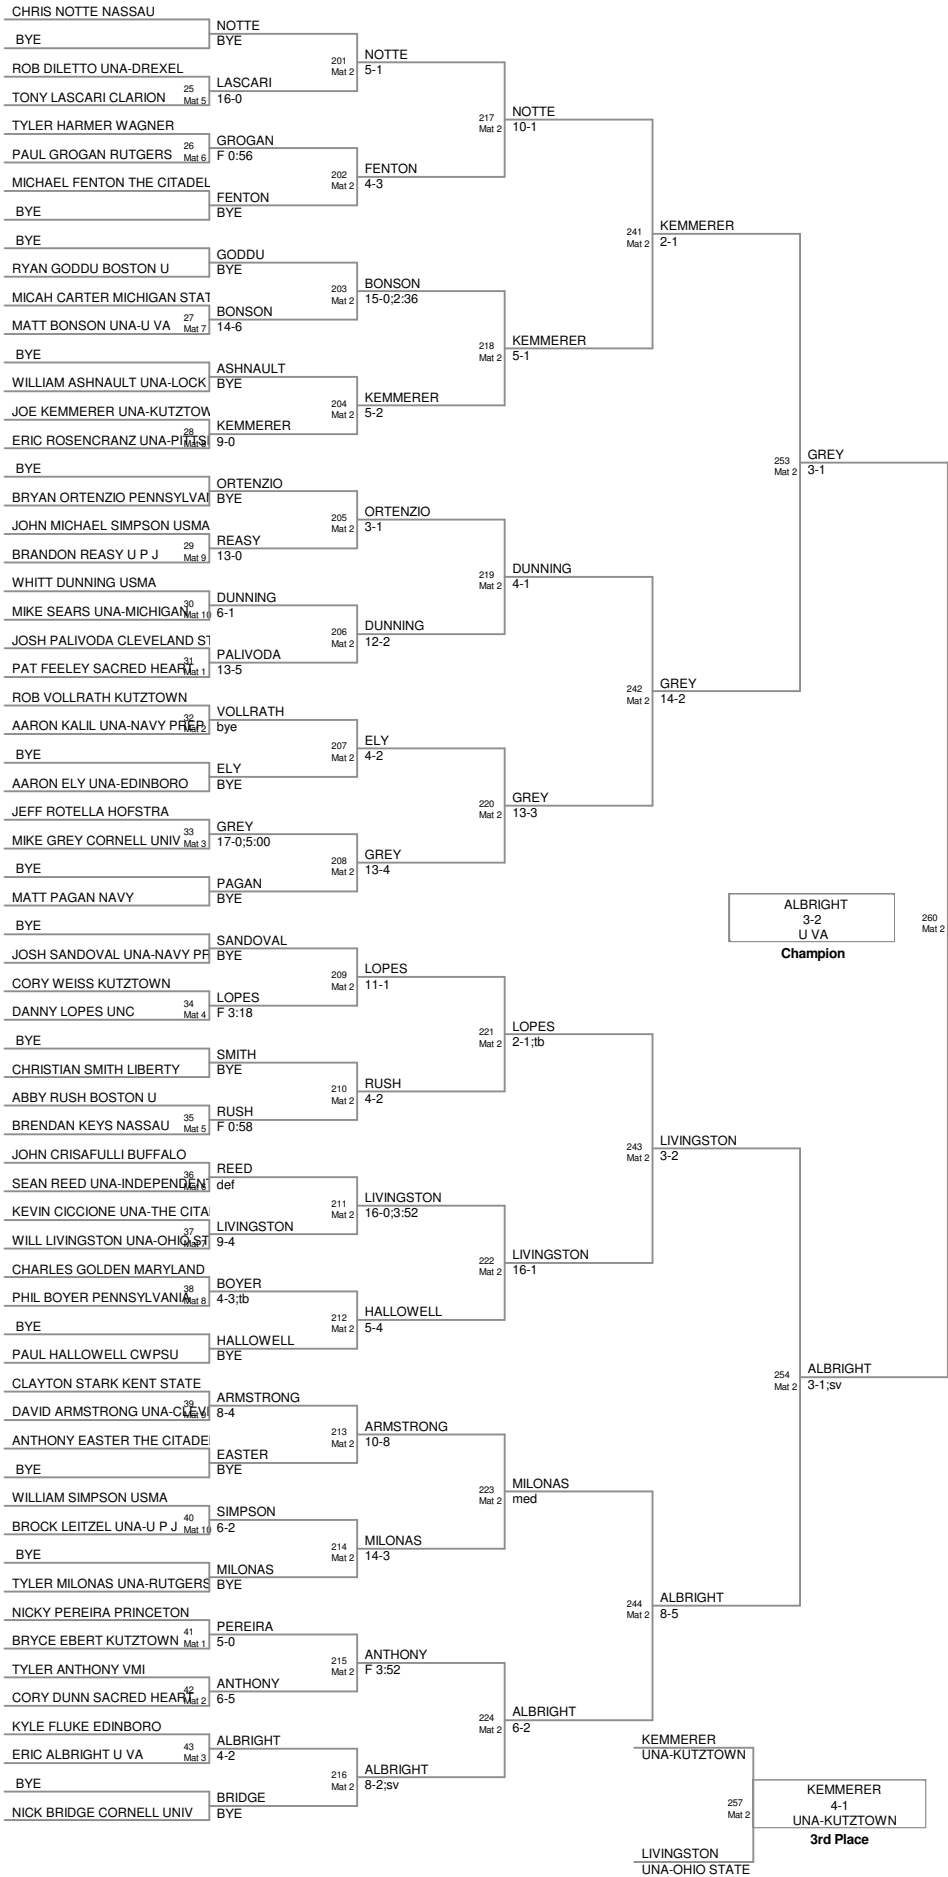 CHRIS NOTTE NASSAU
BYE
ROB DILETTO UNA-DREXEL
TONY LASCARI CLARION
TYLER HARMER WAGNER
PAUL GROGAN RUTGERS
MICHAEL FENTON THE CITADEL
BYE
BYE
RYAN GODDU BOSTON U
MICAH CARTER MICHIGAN STAT
MATT BONSON UNA-U VA
BYE
WILLIAM ASHNAULT UNA-LOCK
JOE KEMMERER UNA-KUTZTOW
ERIC ROSENCRANZ UNA-PITTSI
BYE
BRYAN ORTENZIO PENNSYLVAI
JOHN MICHAEL SIMPSON USMA
BRANDON REASY U P J
WHITT DUNNING USMA
MIKE SEARS UNA-MICHIGAN
JOSH PALIVODA CLEVELAND ST
PAT FEELEY SACRED HEART
ROB VOLLRATH KUTZTOWN
AARON KALIL UNA-NAVY PREP
BYE
AARON ELY UNA-EDINBORO
JEFF ROTELLA HOFSTRA
MIKE GREY CORNELL UNIV
BYE
MATT PAGAN NAVY
BYE
JOSH SANDOVAL UNA-NAVY PR
CORY WEISS KUTZTOWN
DANNY LOPES UNC
BYE
CHRISTIAN SMITH LIBERTY
ABBY RUSH BOSTON U
BRENDAN KEYS NASSAU
JOHN CRISAFULLI BUFFALO
SEAN REED UNA-INDEPENDENT
KEVIN CICCIONE UNA-THE CITA
WILL LIVINGSTON UNA-OHIO ST
CHARLES GOLDEN MARYLAND
PHIL BOYER PENNSYLVANIA
BYE
PAUL HALLOWELL CWPSU
CLAYTON STARK KENT STATE
DAVID ARMSTRONG UNA-CLEVI
ANTHONY EASTER THE CITADE
BYE
WILLIAM SIMPSON USMA
BROCK LEITZEL UNA-U P J
BYE
TYLER MILONAS UNA-RUTGERS
NICKY PEREIRA PRINCETON
BRYCE EBERT KUTZTOWN
TYLER ANTHONY VMI
CORY DUNN SACRED HEART
KYLE FLUKE EDINBORO
ERIC ALBRIGHT U VA
BYE
NICK BRIDGE CORNELL UNIV
NOTTE
BYE
25
Mat 5
LASCARI
16-0
26
Mat 6
GROGAN
F 0:56
FENTON
BYE
GODDU
BYE
27
Mat 7
BONSON
14-6
ASHNAULT
BYE
28
Mat 8
KEMMERER
9-0
ORTENZIO
BYE
29
Mat 9
REASY
13-0
30
Mat 10
DUNNING
6-1
31
Mat 1
PALIVODA
13-5
32
Mat 2
VOLLRATH
bye
ELY
BYE
33
Mat 3
GREY
17-0;5:00
PAGAN
BYE
SANDOVAL
BYE
34
Mat 4
LOPES
F 3:18
SMITH
BYE
35
Mat 5
RUSH
F 0:58
36
Mat 6
REED
def
37
Mat 7
LIVINGSTON
9-4
38
Mat 8
BOYER
4-3;tb
HALLOWELL
BYE
39
Mat 9
ARMSTRONG
8-4
EASTER
BYE
40
Mat 10
SIMPSON
6-2
MILONAS
BYE
41
Mat 1
PEREIRA
5-0
42
Mat 2
ANTHONY
6-5
43
Mat 3
ALBRIGHT
4-2
BRIDGE
BYE
201
Mat 2
NOTTE
5-1
202
Mat 2
FENTON
4-3
203
Mat 2
BONSON
15-0;2:36
204
Mat 2
KEMMERER
5-2
205
Mat 2
ORTENZIO
3-1
206
Mat 2
DUNNING
12-2
207
Mat 2
ELY
4-2
208
Mat 2
GREY
13-4
209
Mat 2
LOPES
11-1
210
Mat 2
RUSH
4-2
211
Mat 2
LIVINGSTON
16-0;3:52
212
Mat 2
HALLOWELL
5-4
213
Mat 2
ARMSTRONG
10-8
214
Mat 2
MILONAS
14-3
215
Mat 2
ANTHONY
F 3:52
216
Mat 2
ALBRIGHT
8-2;sv
217
Mat 2
NOTTE
10-1
218
Mat 2
KEMMERER
5-1
219
Mat 2
DUNNING
4-1
220
Mat 2
GREY
13-3
221
Mat 2
LOPES
2-1;tb
222
Mat 2
LIVINGSTON
16-1
223
Mat 2
MILONAS
med
224
Mat 2
ALBRIGHT
6-2
241
Mat 2
KEMMERER
2-1
242
Mat 2
GREY
14-2
243
Mat 2
LIVINGSTON
3-2
244
Mat 2
ALBRIGHT
8-5
253
Mat 2
GREY
3-1
254
Mat 2
ALBRIGHT
3-1;sv
260
Mat 2
ALBRIGHT
3-2
U VA
Champion
KEMMERER
UNA-KUTZTOWN
257
Mat 2
LIVINGSTON
UNA-OHIO STATE
KEMMERER
4-1
UNA-KUTZTOWN
3rd Place